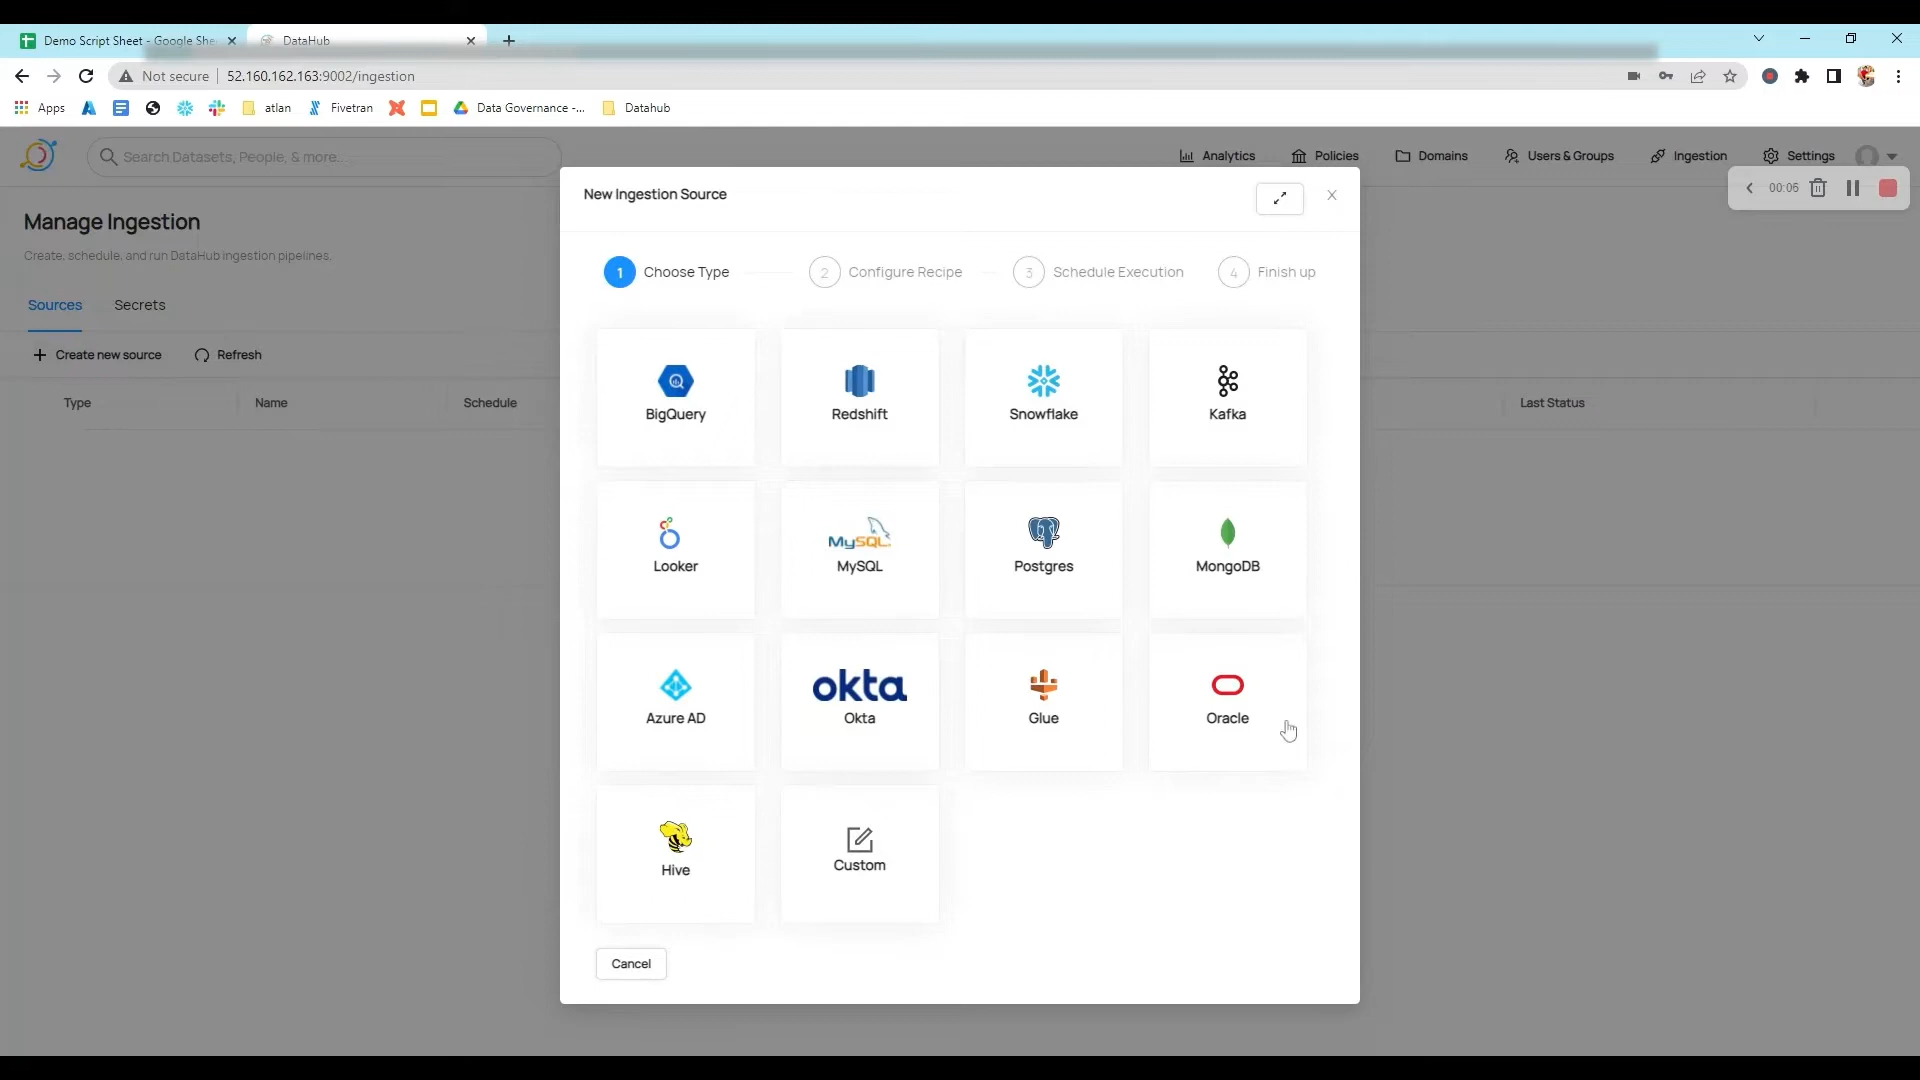 Demo Script Sheet - Google She
DataHub
Not secure
52.160.162.163:9002/ingestion
Apps
atlan
Fivetran
Data Governance -...
Datahub
Search Datasets, People, & more...
Analytics
Policies
Domains
Users & Groups
Ingestion
Settings
00:06
Manage Ingestion
Create, schedule, and run DataHub ingestion pipelines.
Sources
Secrets
+ Create new source
Refresh
Type
Name
Schedule
Last Status
New Ingestion Source
X
1 Choose Type
2 Configure Recipe
3 Schedule Execution
4 Finish up
BigQuery
Redshift
Snowflake
Kafka
Looker
MySQL
MySQL
Postgres
MongoDB
Azure AD
okta
Okta
Glue
Oracle
Hive
Custom
Cancel